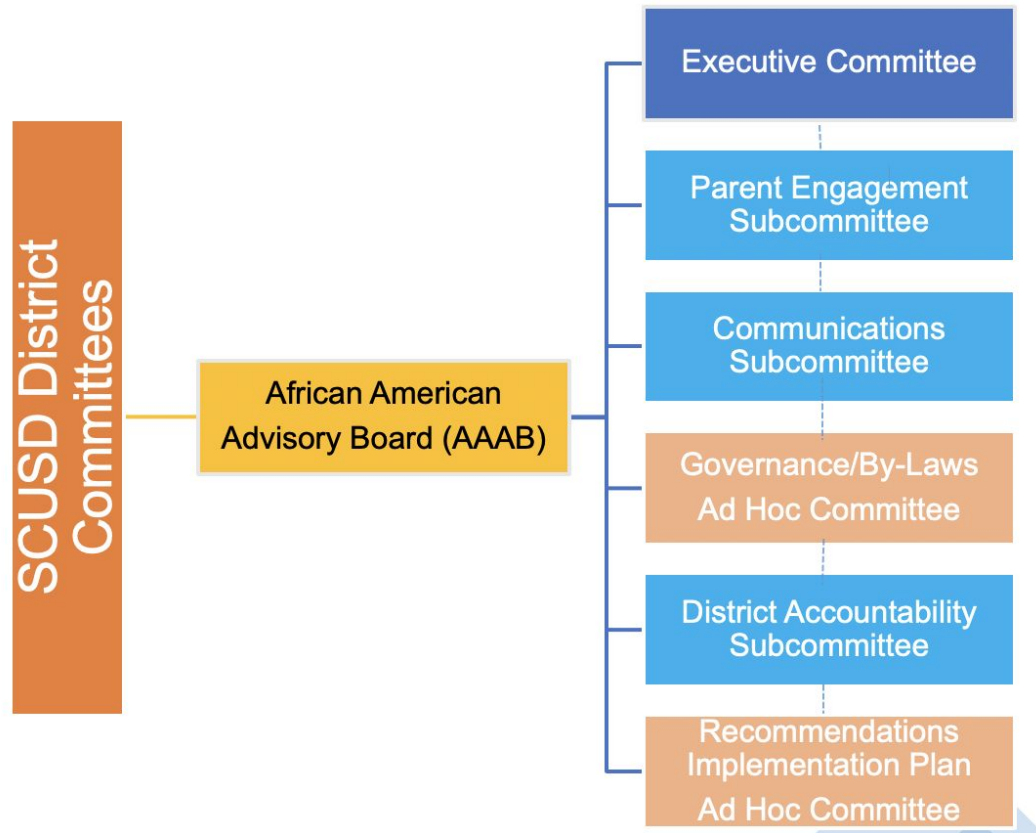 SCUSD District
Committees
African American
Advisory Board (AAAB)
Executive Committee
Parent Engagement
Subcommittee
Communications
Subcommittee
Governance/By-Laws
Ad Hoc Committee
District Accountability
Subcommittee
Recommendations
Implementation Plan
Ad Hoc Committee